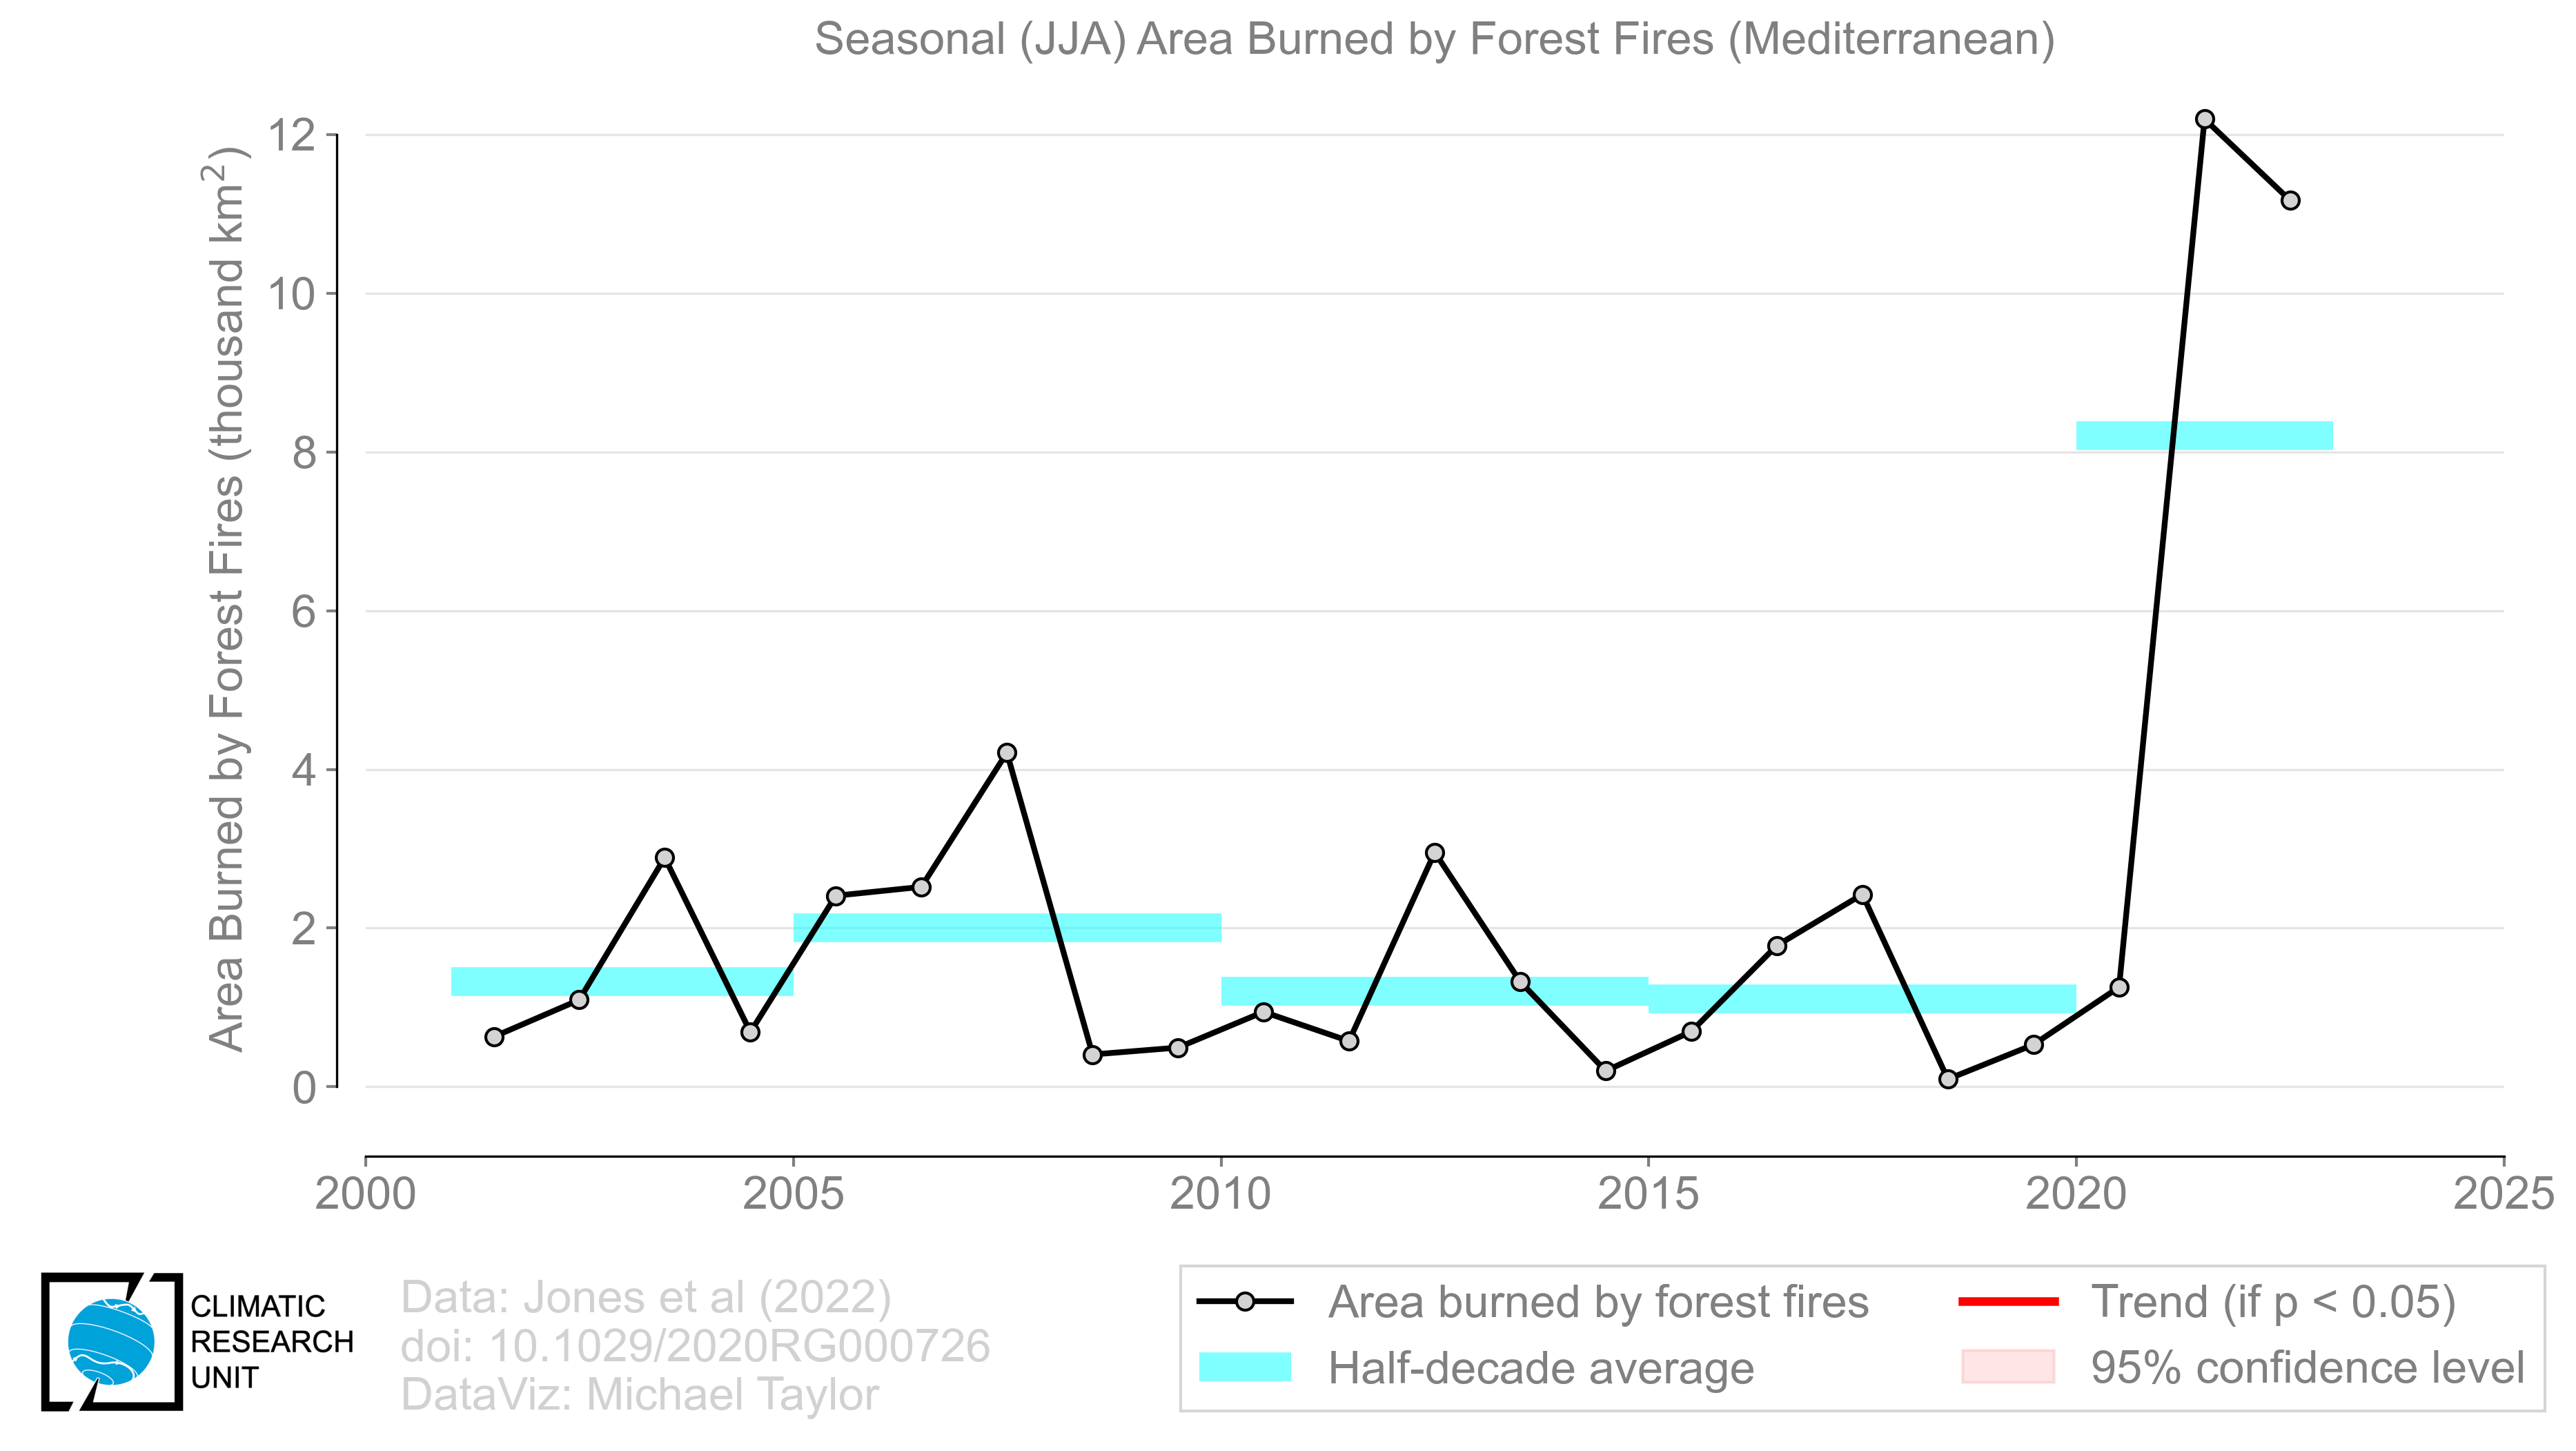 Seasonal (JJA) Area Burned by Forest Fires (Mediterranean)
Area Burned by Forest Fires (thousand km²)
12
10
8
6
4
2
0
2000 2005 2010 2015 2020 2025
CLIMATIC
RESEARCH
UNIT
Data: Jones et al (2022)
doi: 10.1029/2020RG000726
DataViz: Michael Taylor
Area burned by forest fires
Half-decade average
Trend (if p < 0.05)
95% confidence level